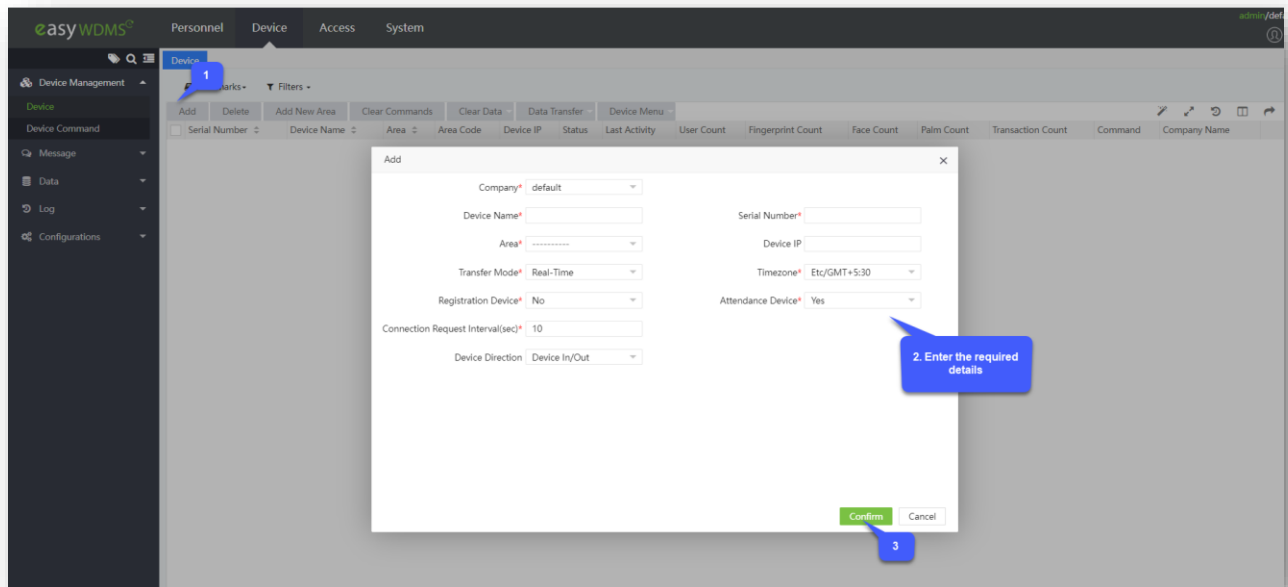 easy WDMS
Personnel Device Access System
admin/defa
Device
1
Device Management
marks
Filters
Add Delete Add New Area Clear Commands Clear Data Data Transfer Device Menu
Device
Serial Number Device Name Area Area Code Device IP Status Last Activity User Count Fingerprint Count Face Count Palm Count Transaction Count Command Company Name
Device Command
Message
Data
Log
Configurations
Add ×
Company* default
Device Name* Serial Number*
Area* ---------- Device IP
Transfer Mode* Real-Time Timezone* Etc/GMT+5:30
Registration Device* No Attendance Device* Yes
Connection Request Interval(sec)* 10
Device Direction Device In/Out
2. Enter the required
details
Confirm Cancel
3